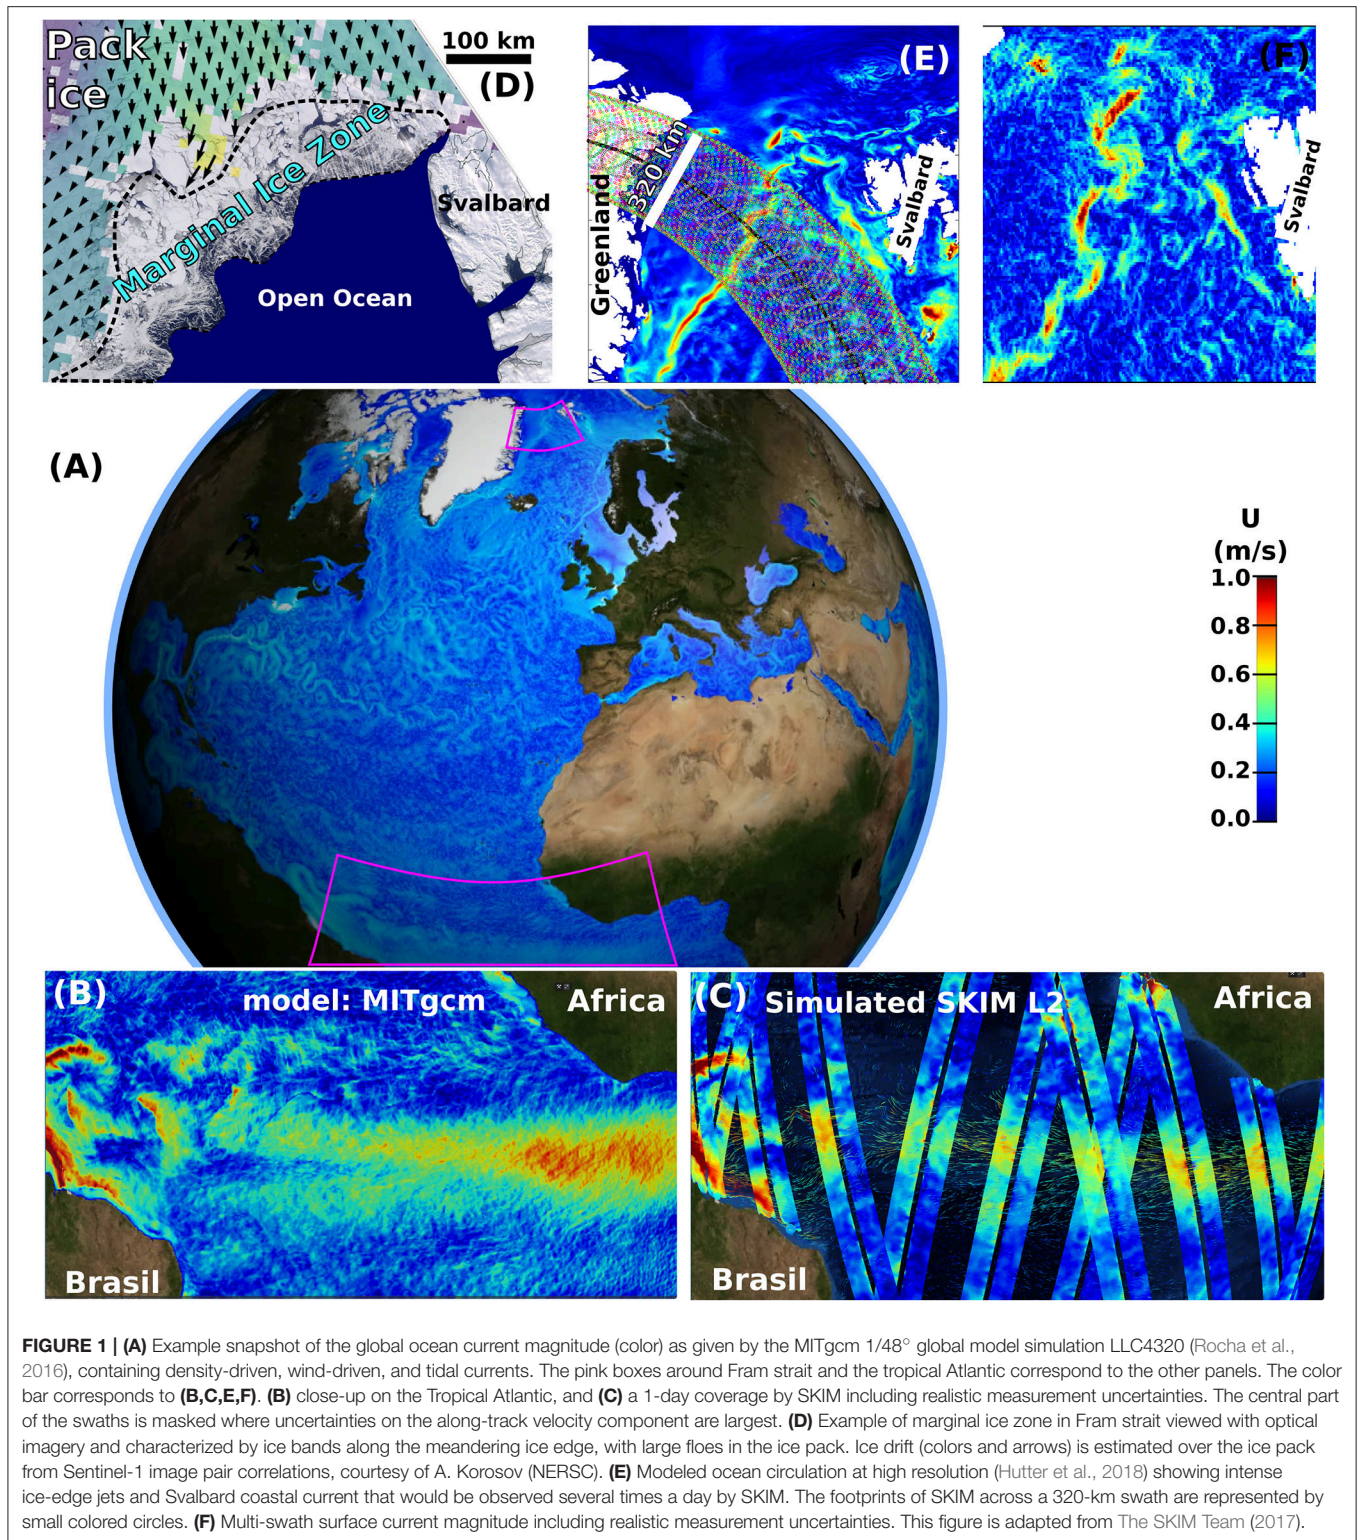 Pack
ice
100 km
(D)
Marginal Ice Zone
Svalbard
Open Ocean
(E)
320 km
Greenland
Svalbard
(F)
Svalbard
(A)
U
(m/s)
1.0
0.8
0.6
0.4
0.2
0.0
(B)
model: MITgcm
Africa
Brasil
(C)
Simulated SKIM L2
Africa
Brasil
FIGURE 1 | (A) Example snapshot of the global ocean current magnitude (color) as given by the MITgcm 1/48° global model simulation LLC4320 (Rocha et al.,
2016), containing density-driven, wind-driven, and tidal currents. The pink boxes around Fram strait and the tropical Atlantic correspond to the other panels. The color
bar corresponds to (B,C,E,F). (B) close-up on the Tropical Atlantic, and (C) a 1-day coverage by SKIM including realistic measurement uncertainties. The central part
of the swaths is masked where uncertainties on the along-track velocity component are largest. (D) Example of marginal ice zone in Fram strait viewed with optical
imagery and characterized by ice bands along the meandering ice edge, with large floes in the ice pack. Ice drift (colors and arrows) is estimated over the ice pack
from Sentinel-1 image pair correlations, courtesy of A. Korosov (NERSC). (E) Modeled ocean circulation at high resolution (Hutter et al., 2018) showing intense
ice-edge jets and Svalbard coastal current that would be observed several times a day by SKIM. The footprints of SKIM across a 320-km swath are represented by
small colored circles. (F) Multi-swath surface current magnitude including realistic measurement uncertainties. This figure is adapted from The SKIM Team (2017).